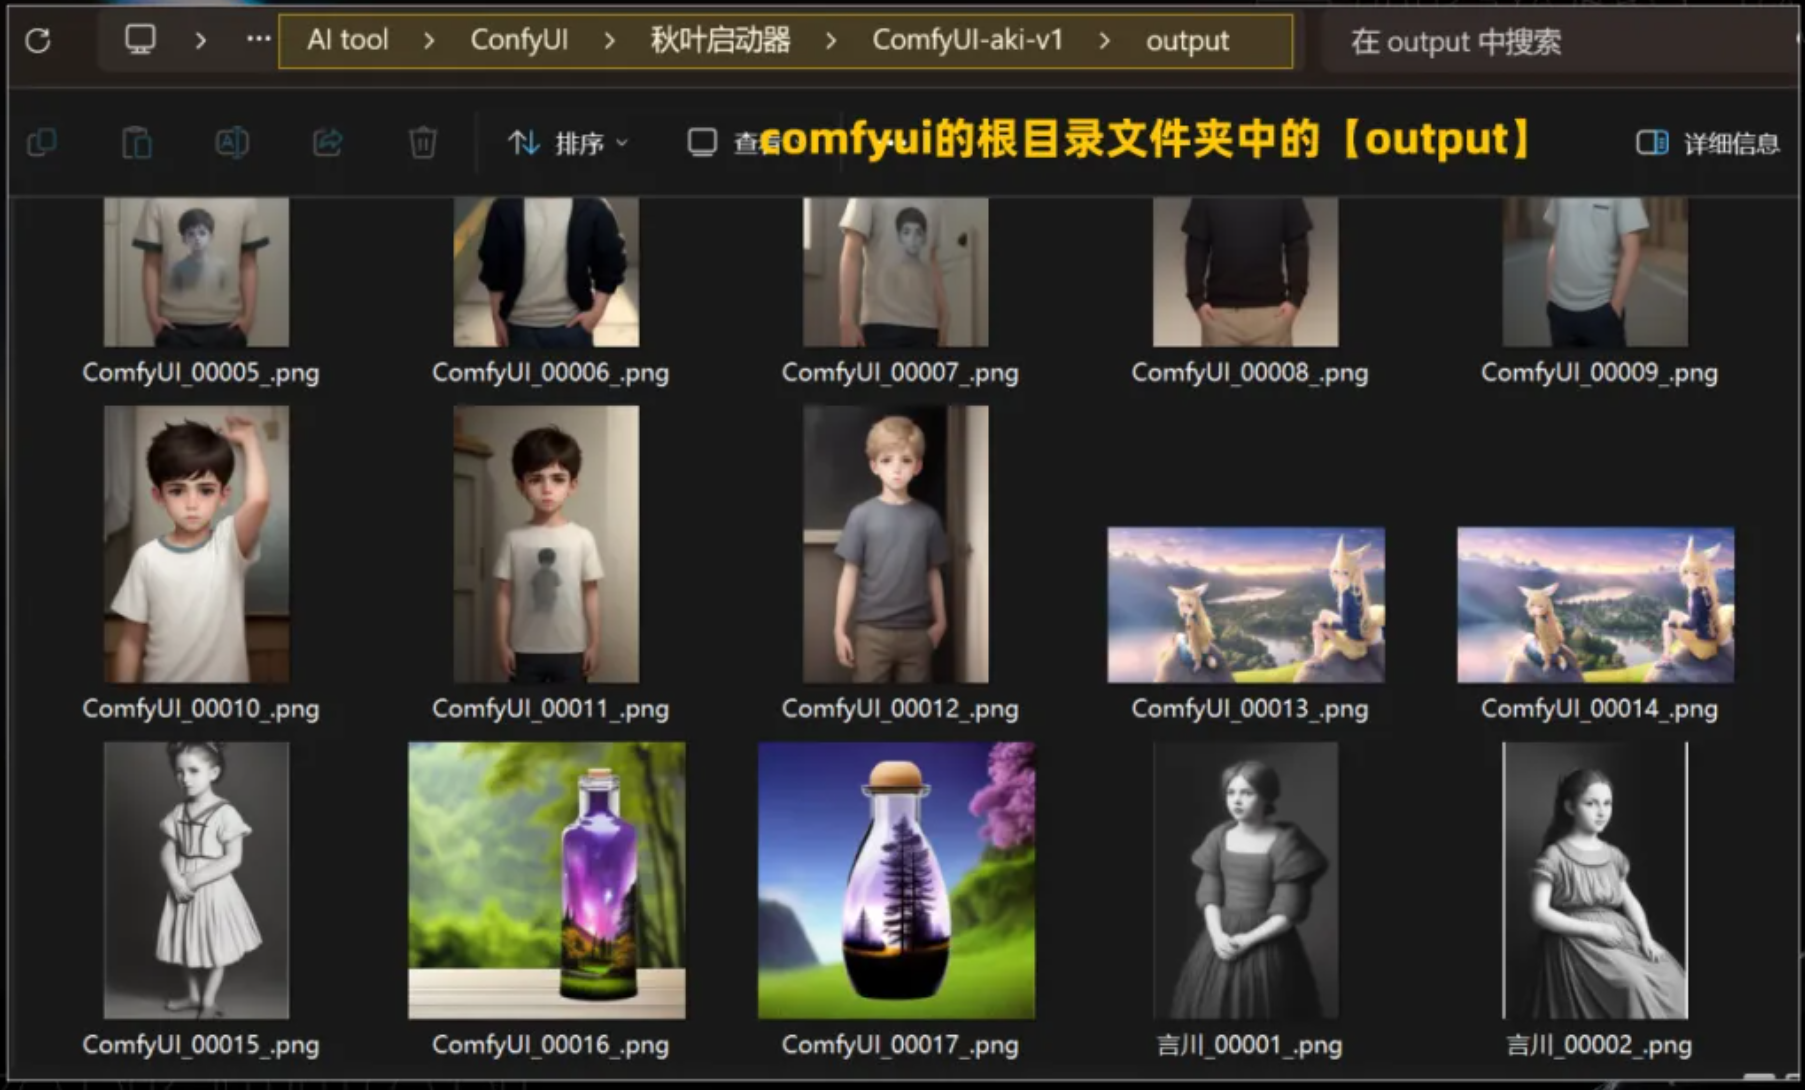 AI tool > ConfyUI > 秋叶启动器 > ComfyUI-aki-v1 > output
在 output 中搜索
排序
查看
comfyui的根目录文件夹中的【output】
详细信息
ComfyUI_00005_.png
ComfyUI_00006_.png
ComfyUI_00007_.png
ComfyUI_00008_.png
ComfyUI_00009_.png
ComfyUI_00010_.png
ComfyUI_00011_.png
ComfyUI_00012_.png
ComfyUI_00013_.png
ComfyUI_00014_.png
ComfyUI_00015_.png
ComfyUI_00016_.png
ComfyUI_00017_.png
言川_00001_.png
言川_00002_.png